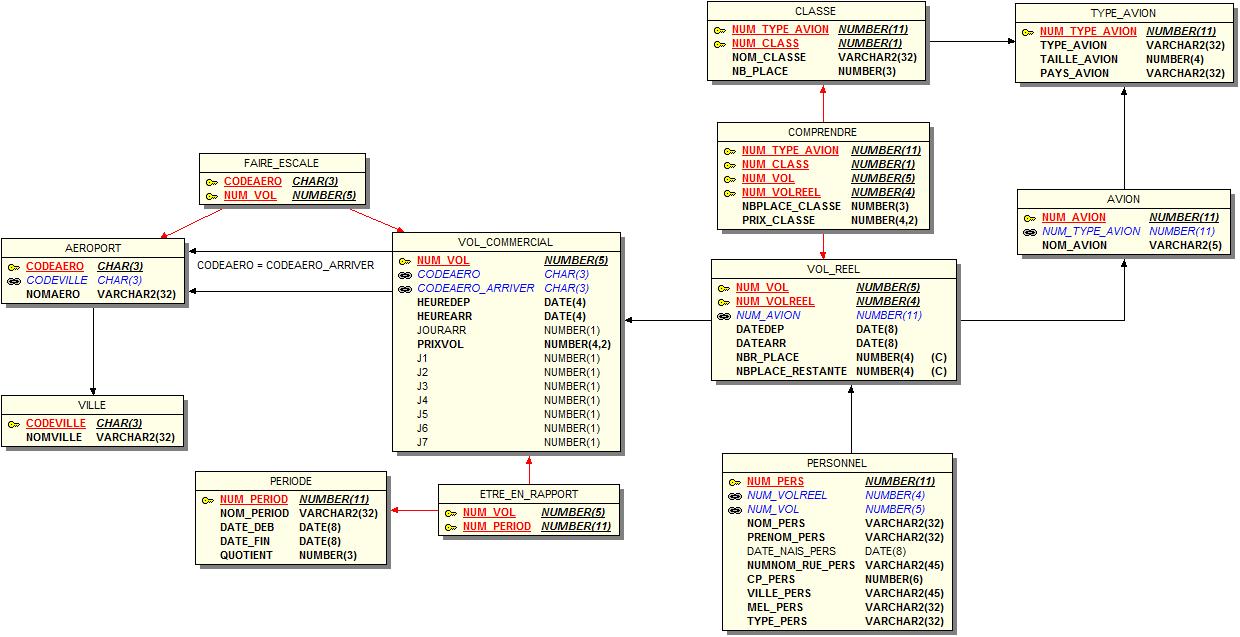 CLASSE
NUM_TYPE_AVION NUMBER(11)
NUM_CLASS NUMBER(1)
NOM_CLASSE VARCHAR2(32)
NB_PLACE NUMBER(3)
TYPE_AVION
NUM_TYPE_AVION NUMBER(11)
TYPE_AVION VARCHAR2(32)
TAILLE_AVION NUMBER(4)
PAYS_AVION VARCHAR2(32)
COMPRENDRE
NUM_TYPE_AVION NUMBER(11)
NUM_CLASS NUMBER(1)
NUM_VOL NUMBER(5)
NUM_VOLREEL NUMBER(4)
NBPLACE_CLASSE NUMBER(3)
PRIX_CLASSE NUMBER(4,2)
FAIRE_ESCALE
CODEAERO CHAR(3)
NUM_VOL NUMBER(5)
AVION
NUM_AVION NUMBER(11)
NUM_TYPE_AVION NUMBER(11)
NOM_AVION VARCHAR2(5)
AEROPORT
CODEAERO CHAR(3)
CODEVILLE CHAR(3)
NOMAERO VARCHAR2(32)
CODEAERO = CODEAERO_ARRIVER
VOL_COMMERCIAL
NUM_VOL NUMBER(5)
CODEAERO CHAR(3)
CODEAERO_ARRIVER CHAR(3)
HEUREDEP DATE(4)
HEUREARR DATE(4)
JOURARR NUMBER(1)
PRIXVOL NUMBER(4,2)
J1 NUMBER(1)
J2 NUMBER(1)
J3 NUMBER(1)
J4 NUMBER(1)
J5 NUMBER(1)
J6 NUMBER(1)
J7 NUMBER(1)
VOL_REEL
NUM_VOL NUMBER(5)
NUM_VOLREEL NUMBER(4)
NUM_AVION NUMBER(11)
DATEDEP DATE(8)
DATEARR DATE(8)
NBR_PLACE NUMBER(4) (C)
NBPLACE_RESTANTE NUMBER(4) (C)
VILLE
CODEVILLE CHAR(3)
NOMVILLE VARCHAR2(32)
PERIODE
NUM_PERIOD NUMBER(11)
NOM_PERIOD VARCHAR2(32)
DATE_DEB DATE(8)
DATE_FIN DATE(8)
QUOTIENT NUMBER(3)
ETRE_EN_RAPPORT
NUM_VOL NUMBER(5)
NUM_PERIOD NUMBER(11)
PERSONNEL
NUM_PERS NUMBER(11)
NUM_VOLREEL NUMBER(4)
NUM_VOL NUMBER(5)
NOM_PERS VARCHAR2(32)
PRENOM_PERS VARCHAR2(32)
DATE_NAIS_PERS DATE(8)
NUMNOM_RUE_PERS VARCHAR2(45)
CP_PERS NUMBER(6)
VILLE_PERS VARCHAR2(45)
MEL_PERS VARCHAR2(32)
TYPE_PERS VARCHAR2(32)